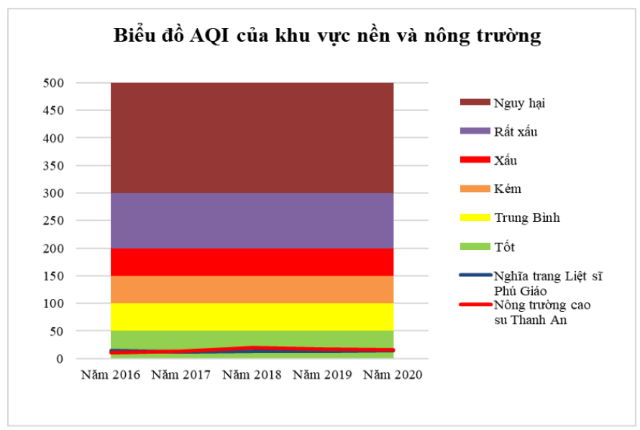 Biểu đồ AQI của khu vực nền và nông trường
500
450
400
350
300
250
200
150
100
50
0
Năm 2016 Năm 2017 Năm 2018 Năm 2019 Năm 2020
Nguy hại
Rất xấu
Xấu
Kém
Trung Bình
Tốt
Nghĩa trang Liệt sĩ
Phú Giáo
Nông trường cao
su Thanh An